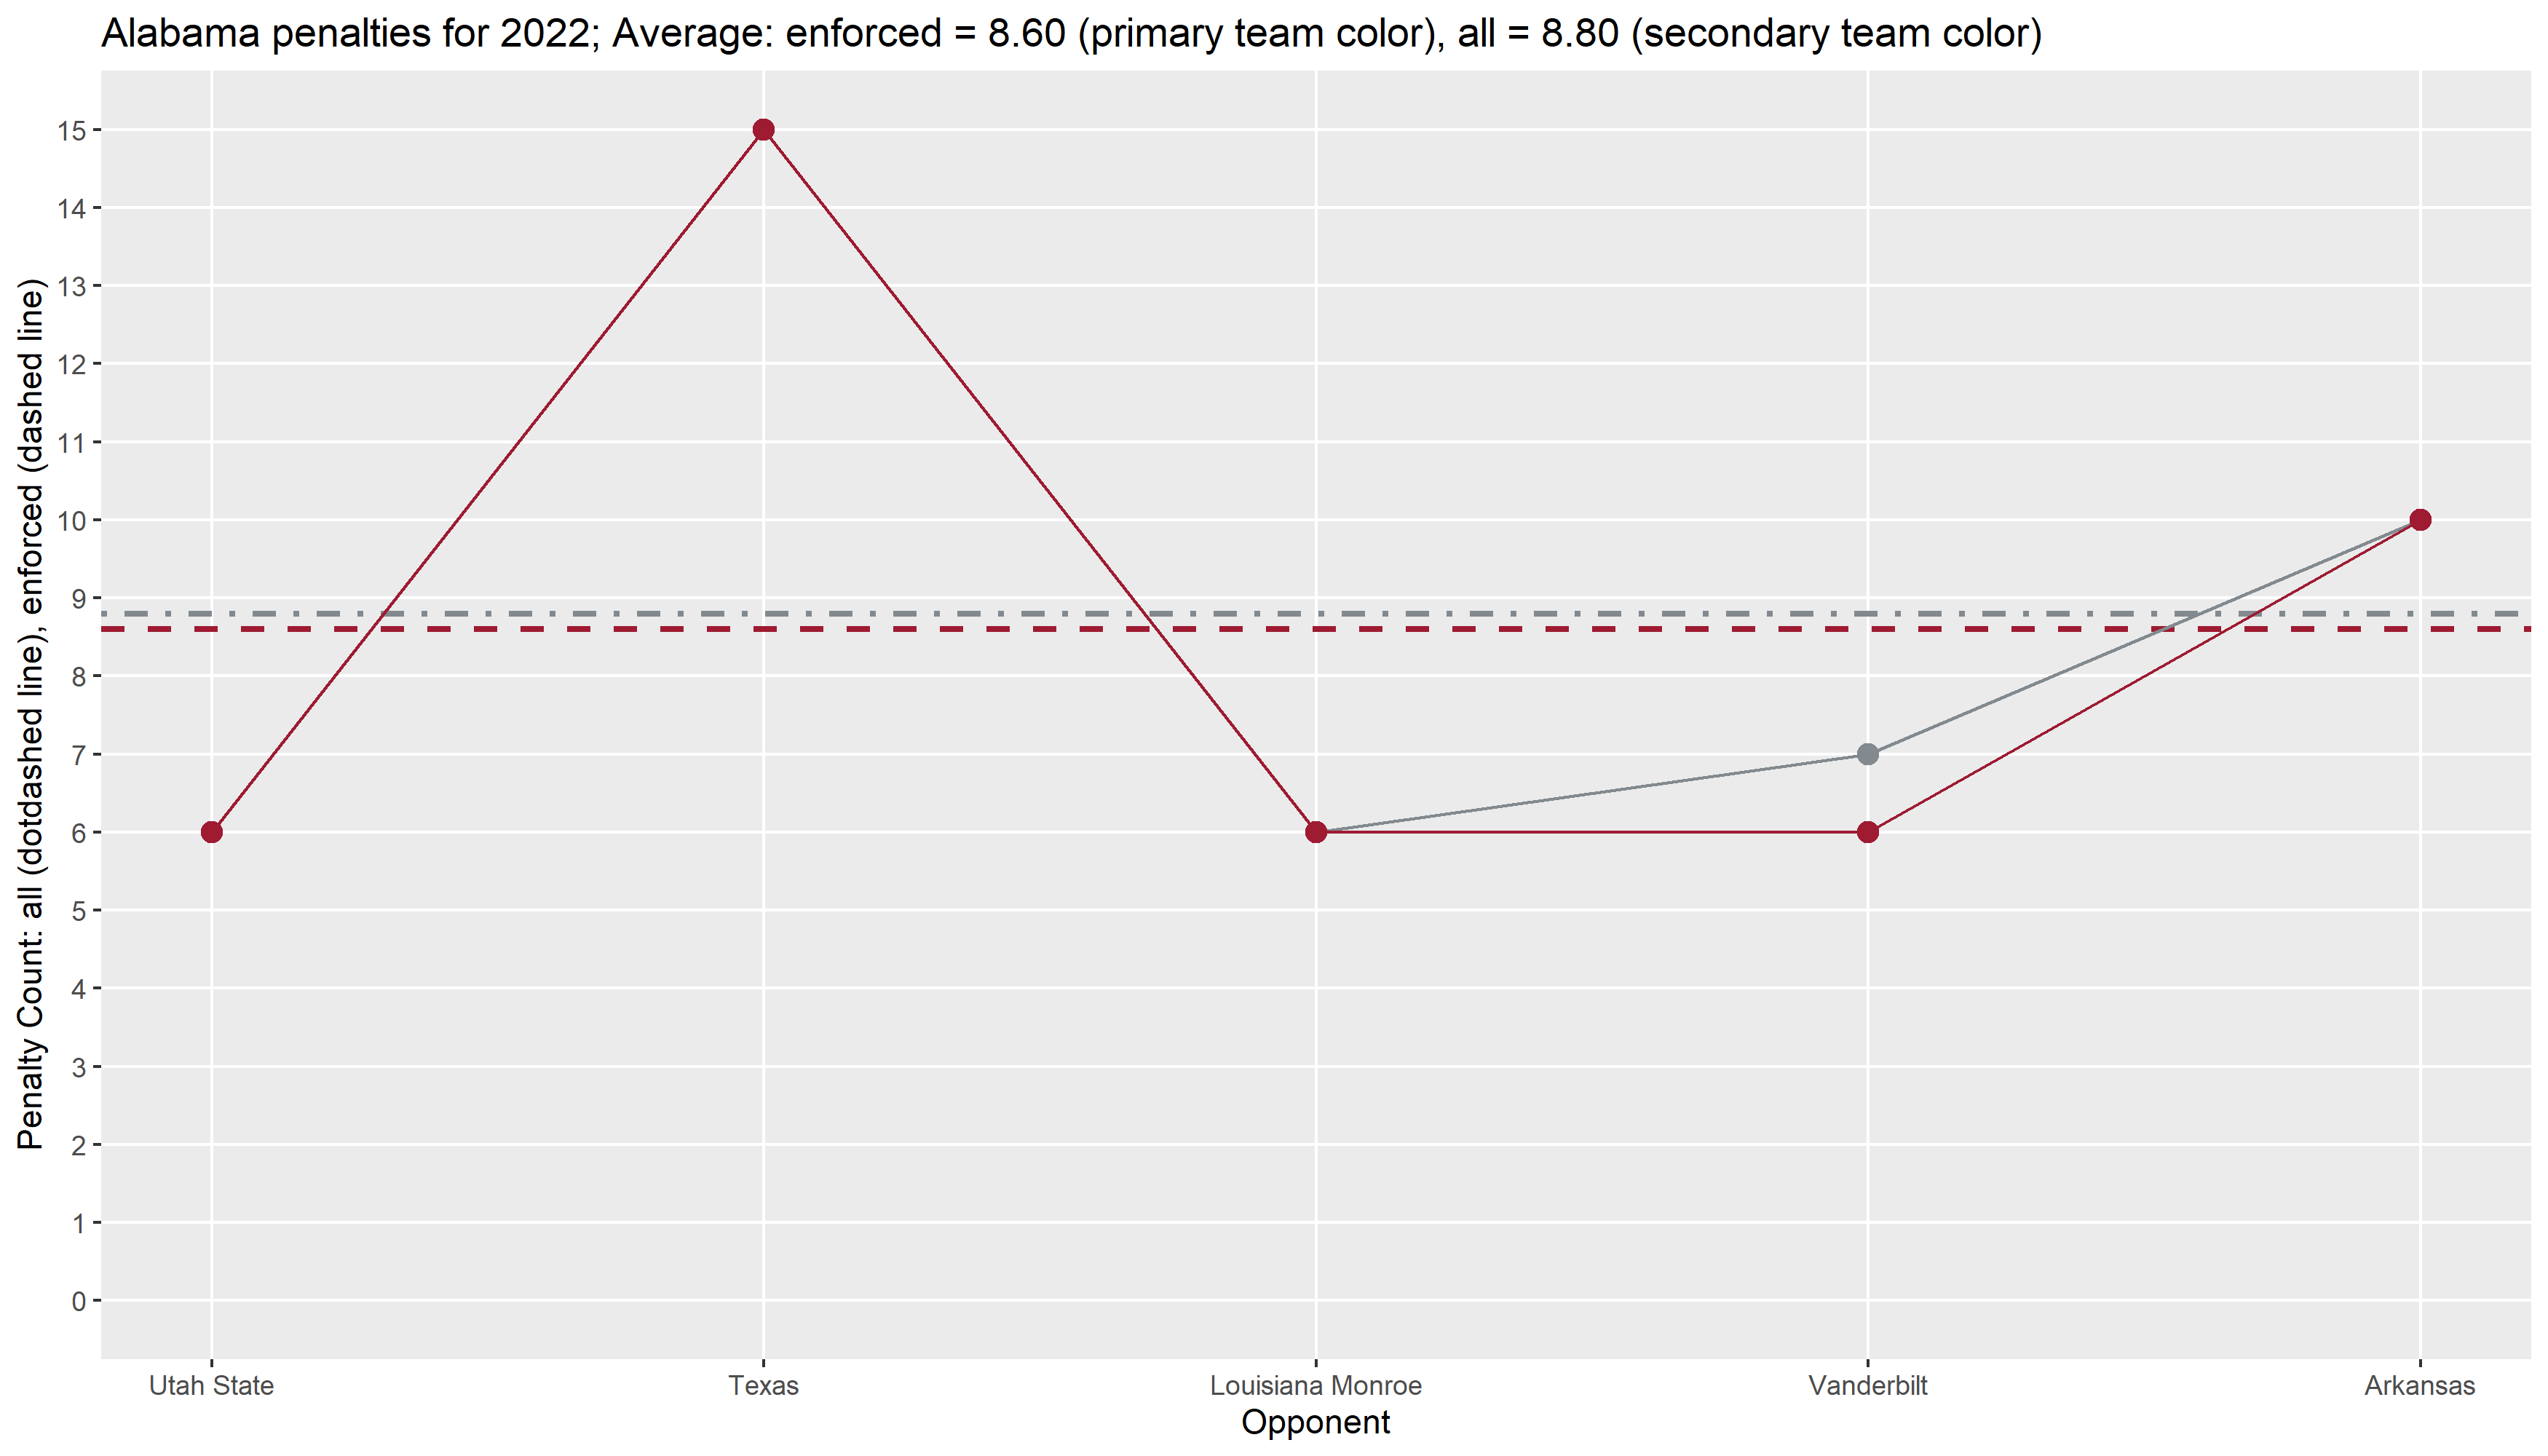 Alabama penalties for 2022; Average: enforced = 8.60 (primary team color), all = 8.80 (secondary team color)
Penalty Count: all (dotdashed line), enforced (dashed line)
15
14
13
12
11
10
9
8
7
6
5
4
3
2
1
0
Utah State
Texas
Louisiana Monroe
Vanderbilt
Arkansas
Opponent